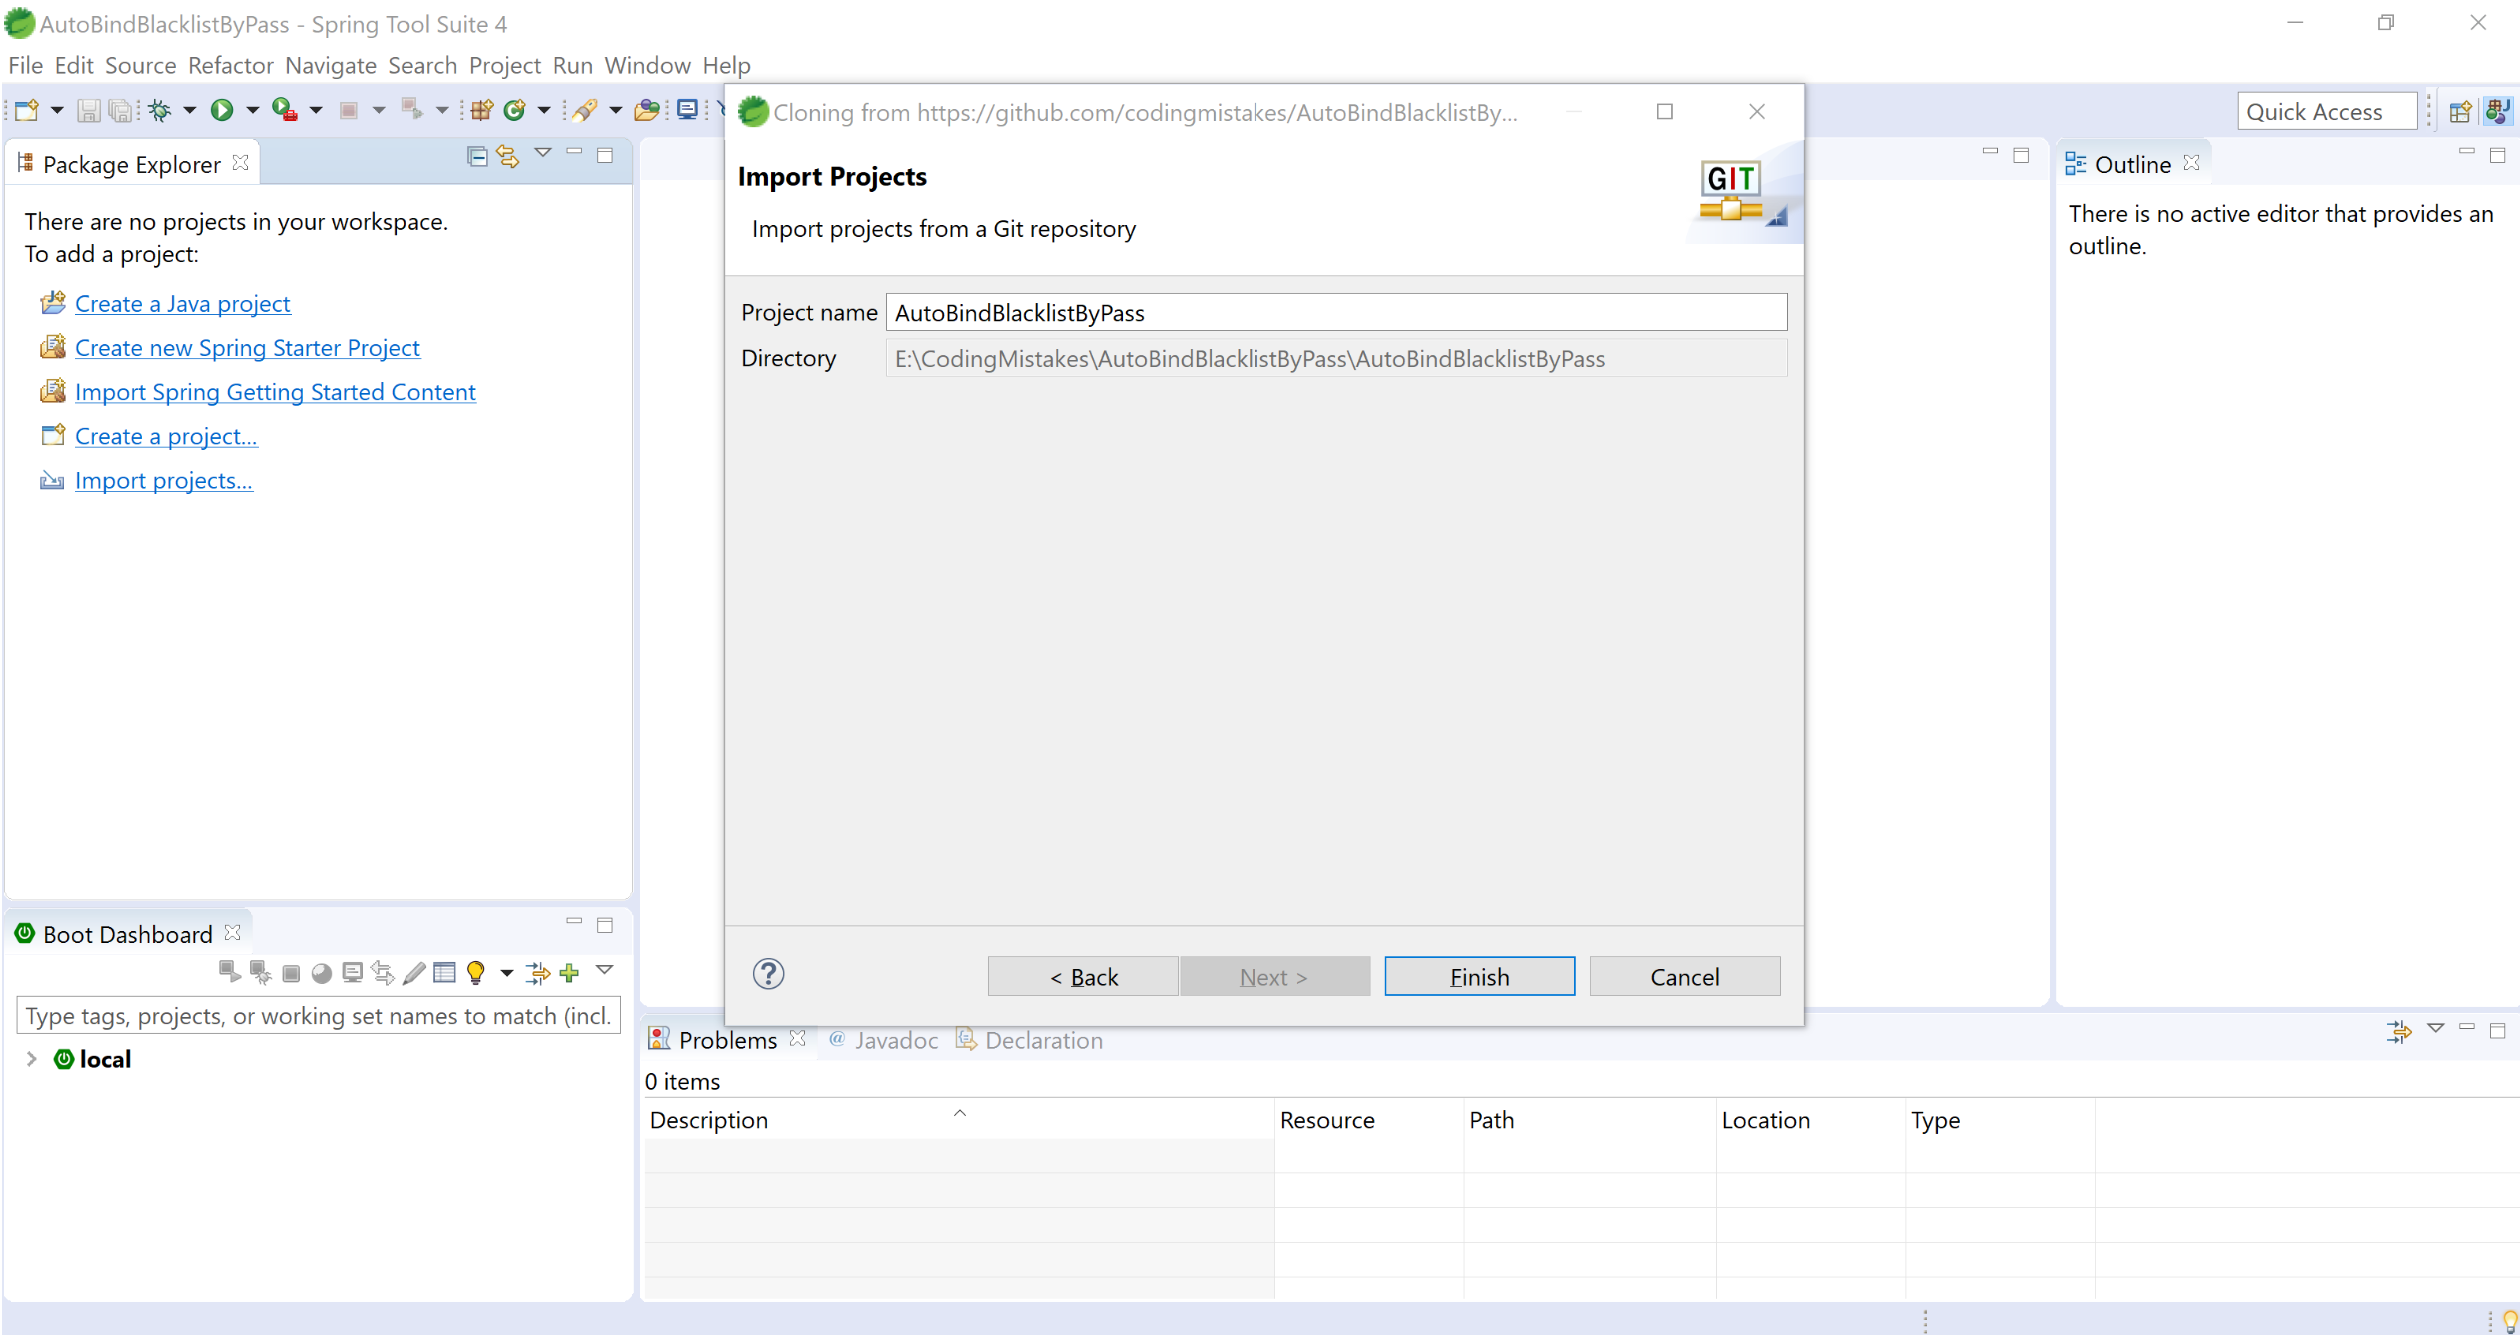 AutoBindBlacklistByPass - Spring Tool Suite 4
File Edit Source Refactor Navigate Search Project Run Window Help
Quick Access
Package Explorer
There are no projects in your workspace.
To add a project:
Create a Java project
Create new Spring Starter Project
Import Spring Getting Started Content
Create a project...
Import projects...
Cloning from https://github.com/codingmistakes/AutoBindBlacklistBy...
Import Projects
GIT
Import projects from a Git repository
Project name AutoBindBlacklistByPass
Directory E:\CodingMistakes\AutoBindBlacklistByPass\AutoBindBlacklistByPass
< Back Next > Finish Cancel
Outline
There is no active editor that provides an
outline.
Boot Dashboard
Type tags, projects, or working set names to match (incl.
local
Problems @ Javadoc Declaration
0 items
Description Resource Path Location Type